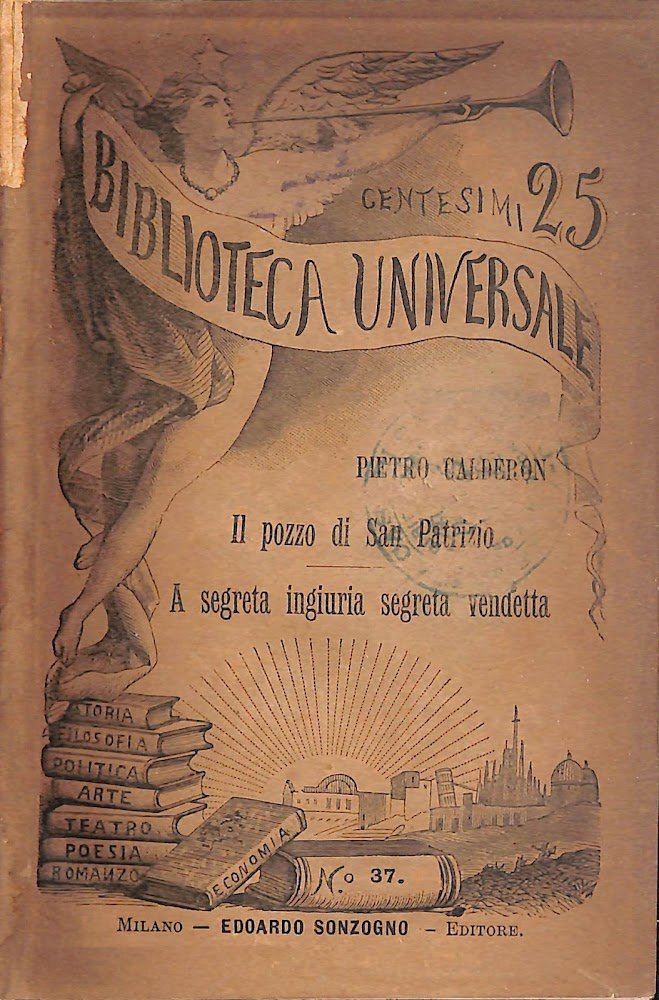 CENTESIMI 25
BIBLIOTECA UNIVERSALE
PIETRO CALDERON
Il pozzo di San Patrizio
A segreta ingiuria segreta vendetta
STORIA
FILOSOFIA
POLITICA
ARTE
TEATRO
POESIA
ROMANZO
ECONOMIA
N.o 37.
MILANO — EDOARDO SONZOGNO — EDITORE.